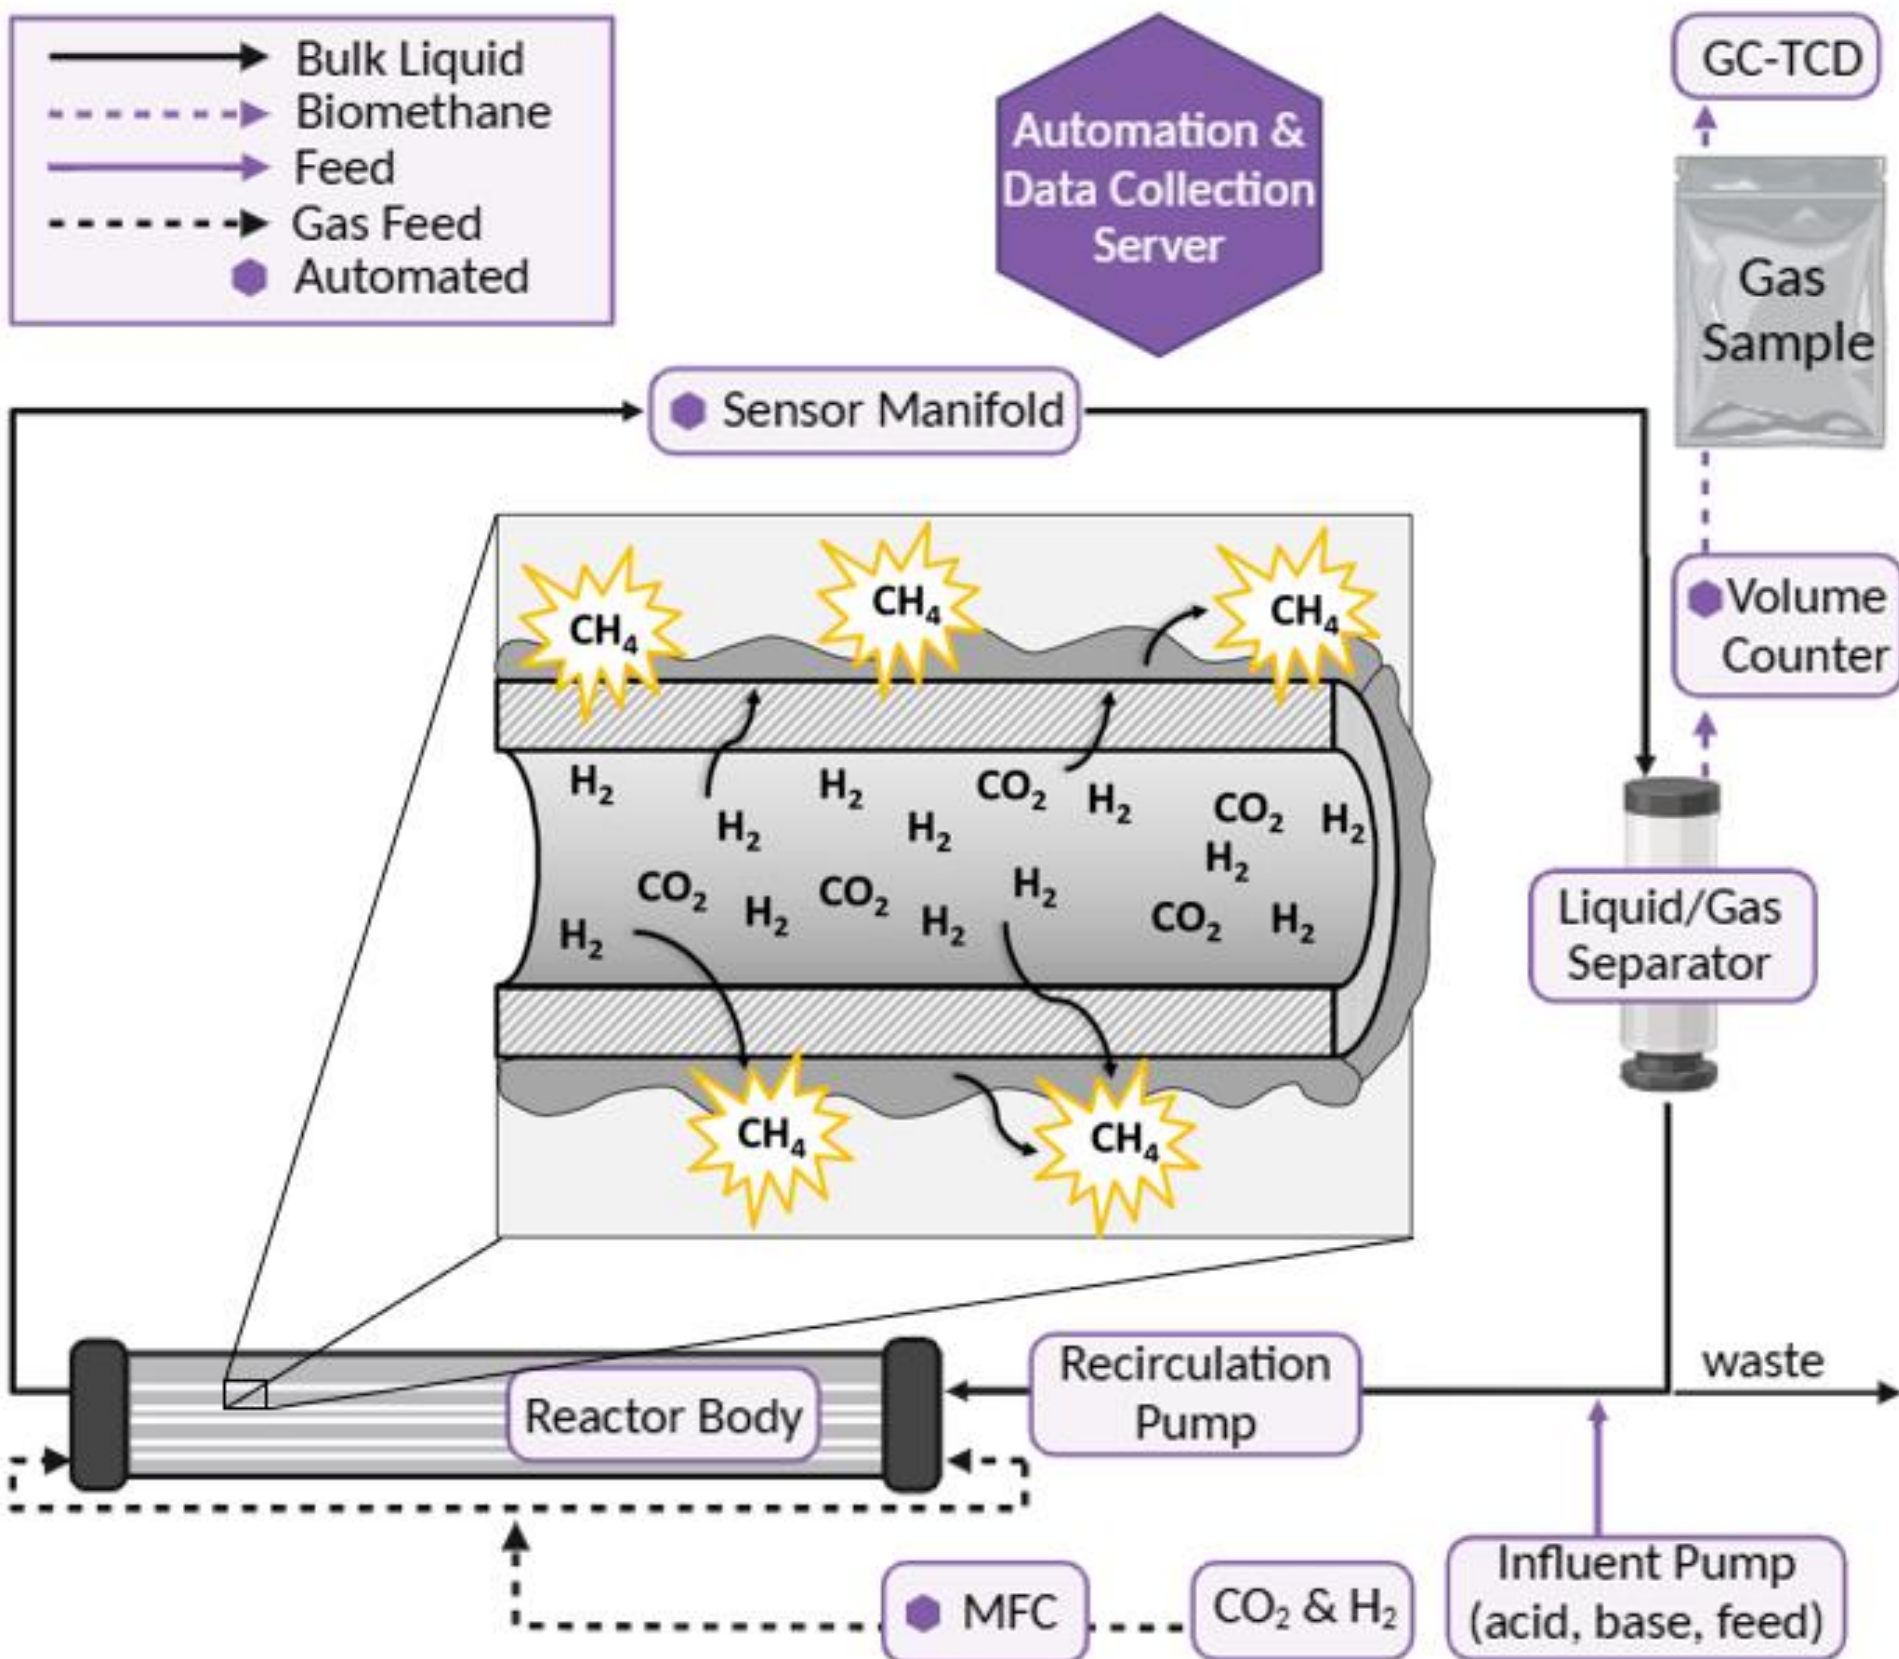 Bulk Liquid
Biomethane
Feed
Gas Feed
Automated
Automation &
Data Collection
Server
GC-TCD
Gas
Sample
Sensor Manifold
Volume
Counter
CH₄
CH₄
CH₄
H₂
H₂
H₂
H₂
CO₂
H₂
CO₂
H₂
H₂
CO₂
H₂
CO₂
H₂
H₂
CO₂
H₂
H₂
CH₄
CH₄
Liquid/Gas
Separator
Reactor Body
Recirculation
Pump
waste
MFC
CO₂ & H₂
Influent Pump
(acid, base, feed)